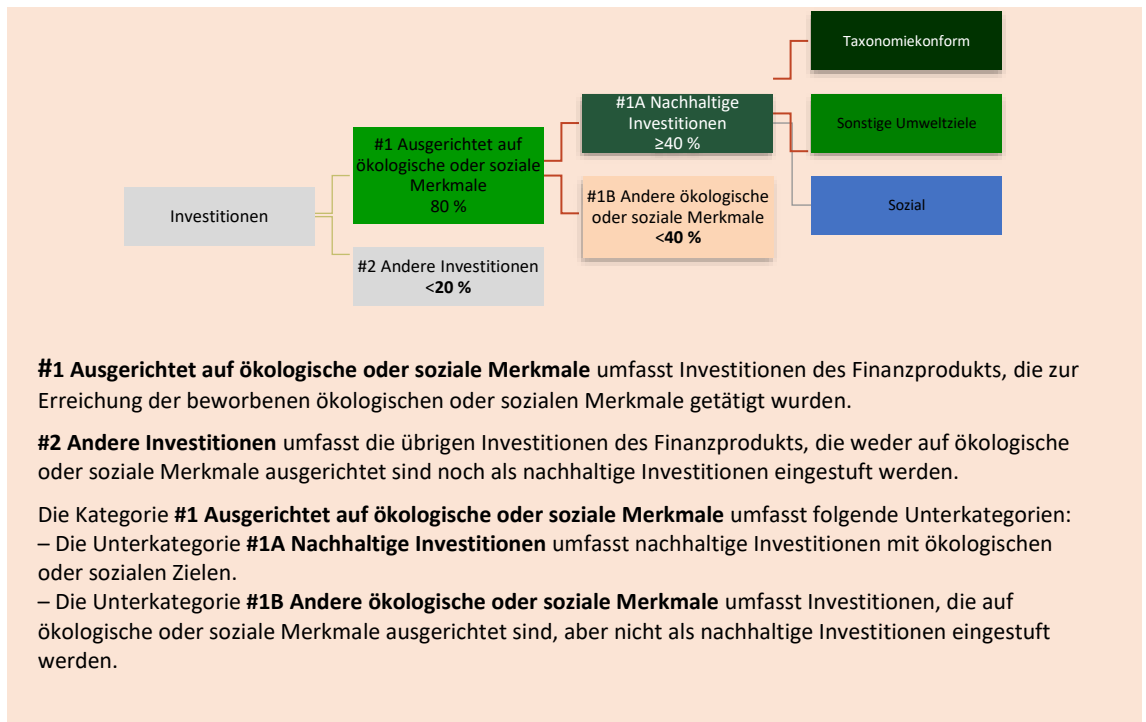 Taxonomiekonform
#1A Nachhaltige
Investitionen
≥40 %
Sonstige Umweltziele
#1 Ausgerichtet auf
ökologische oder soziale
Merkmale
80 %
#1B Andere ökologische
oder soziale Merkmale
<40 %
Sozial
Investitionen
#2 Andere Investitionen
<20 %
#1 Ausgerichtet auf ökologische oder soziale Merkmale umfasst Investitionen des Finanzprodukts, die zur
Erreichung der beworbenen ökologischen oder sozialen Merkmale getätigt wurden.
#2 Andere Investitionen umfasst die übrigen Investitionen des Finanzprodukts, die weder auf ökologische
oder soziale Merkmale ausgerichtet sind noch als nachhaltige Investitionen eingestuft werden.
Die Kategorie #1 Ausgerichtet auf ökologische oder soziale Merkmale umfasst folgende Unterkategorien:
– Die Unterkategorie #1A Nachhaltige Investitionen umfasst nachhaltige Investitionen mit ökologischen
oder sozialen Zielen.
– Die Unterkategorie #1B Andere ökologische oder soziale Merkmale umfasst Investitionen, die auf
ökologische oder soziale Merkmale ausgerichtet sind, aber nicht als nachhaltige Investitionen eingestuft
werden.